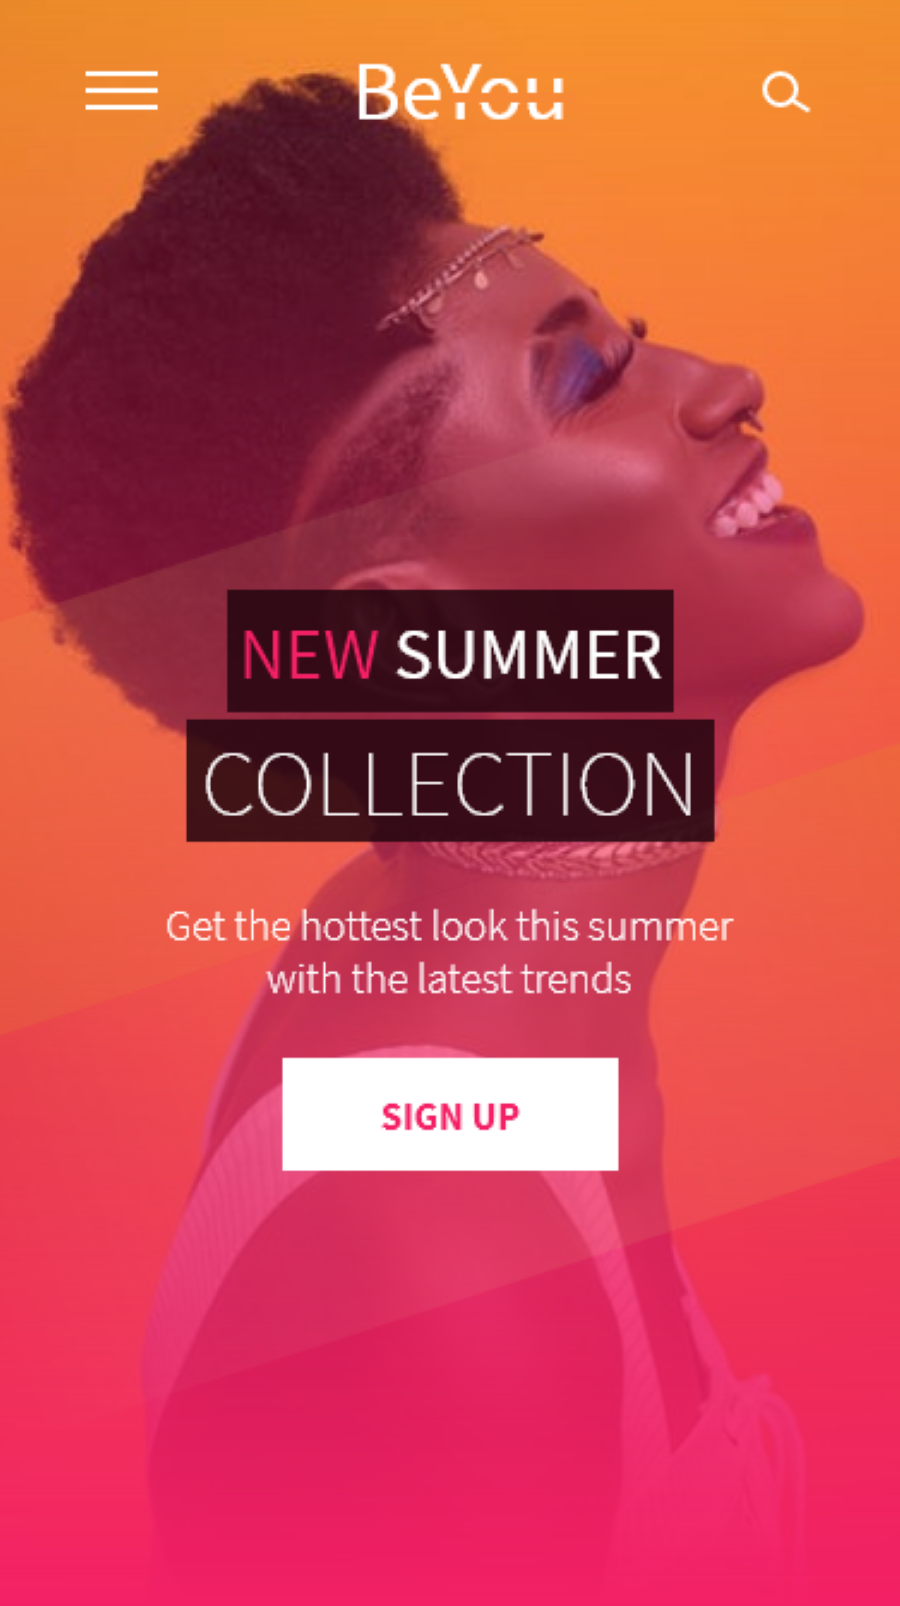 BeYou
NEW SUMMER
COLLECTION
Get the hottest look this summer
with the latest trends
SIGN UP